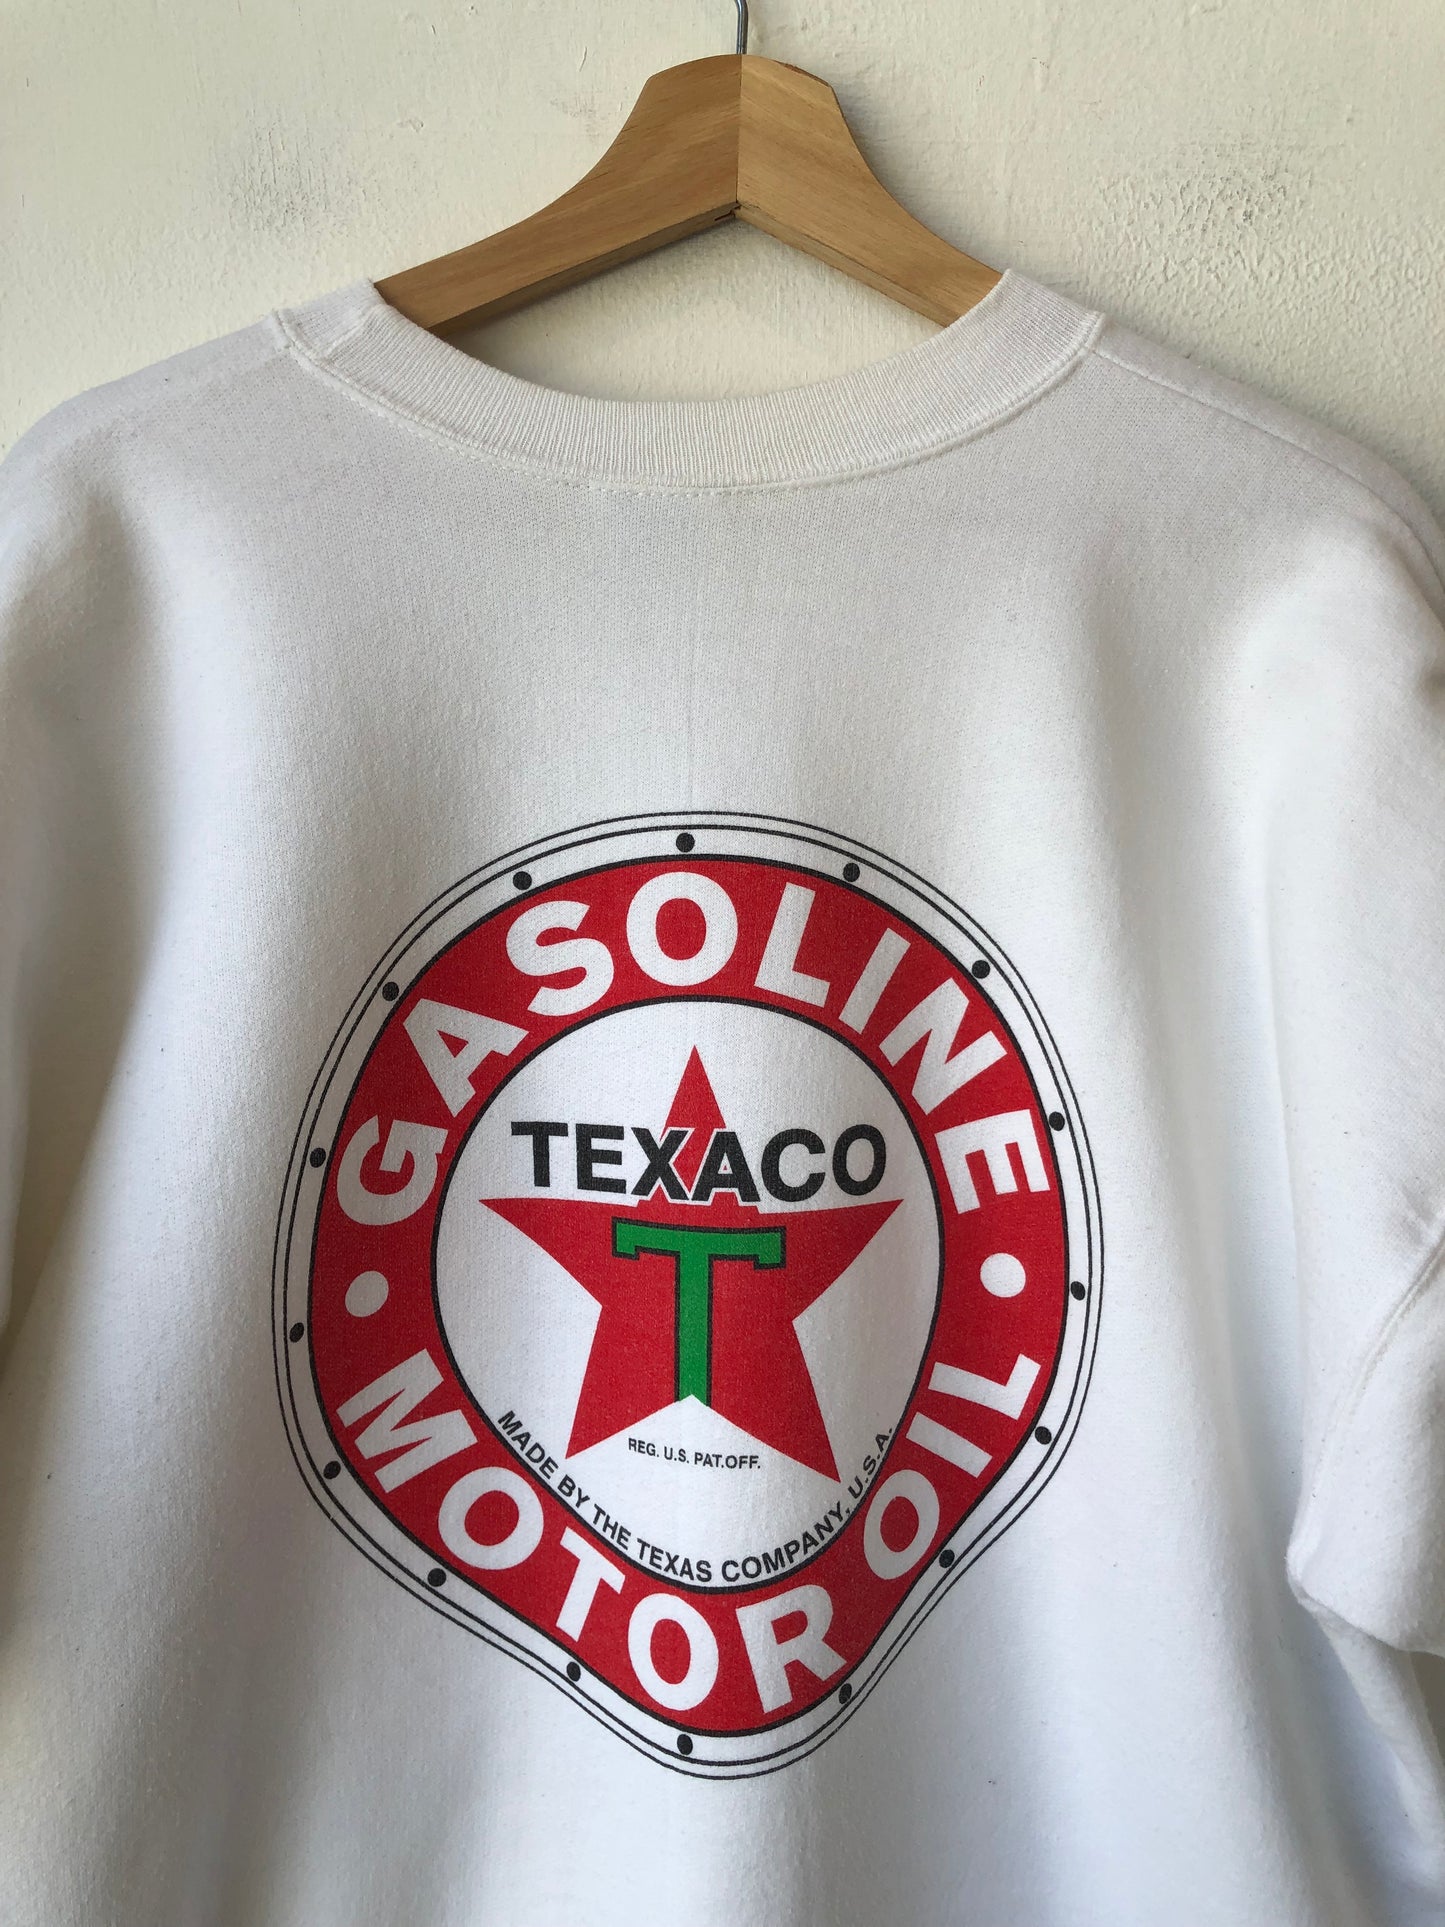 GASOLINE
TEXACO
T
REG. U.S. PAT.OFF.
MADE BY THE TEXAS COMPANY, U.S.A.
MOTOR OIL